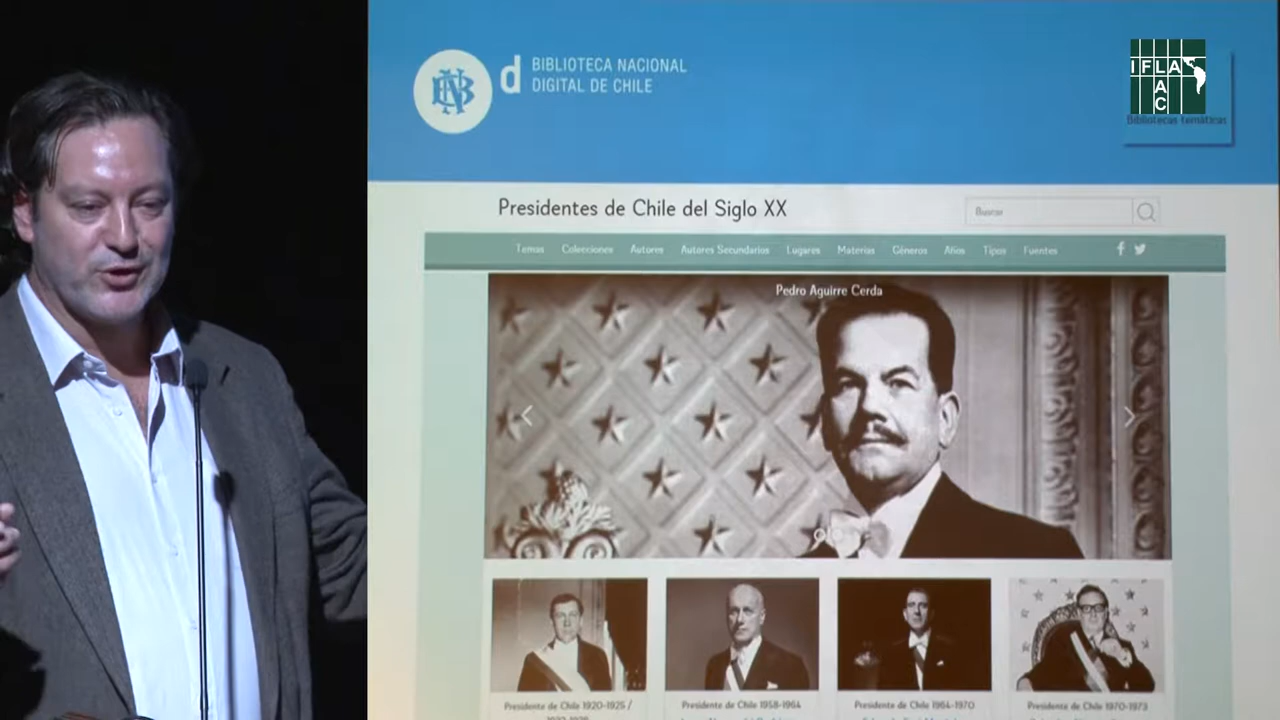 d BIBLIOTECA NACIONAL
DIGITAL DE CHILE
IFLA
LAC
Bibliotecas temáticas
Presidentes de Chile del Siglo XX
Buscar
Temas Colecciones Autores Autores Secundarios Lugares Materias Géneros Años Tipos Fuentes
Pedro Aguirre Cerda
Presidente de Chile 1920-1925 /
Presidente de Chile 1958-1964
Presidente de Chile 1964-1970
Presidente de Chile 1970-1973